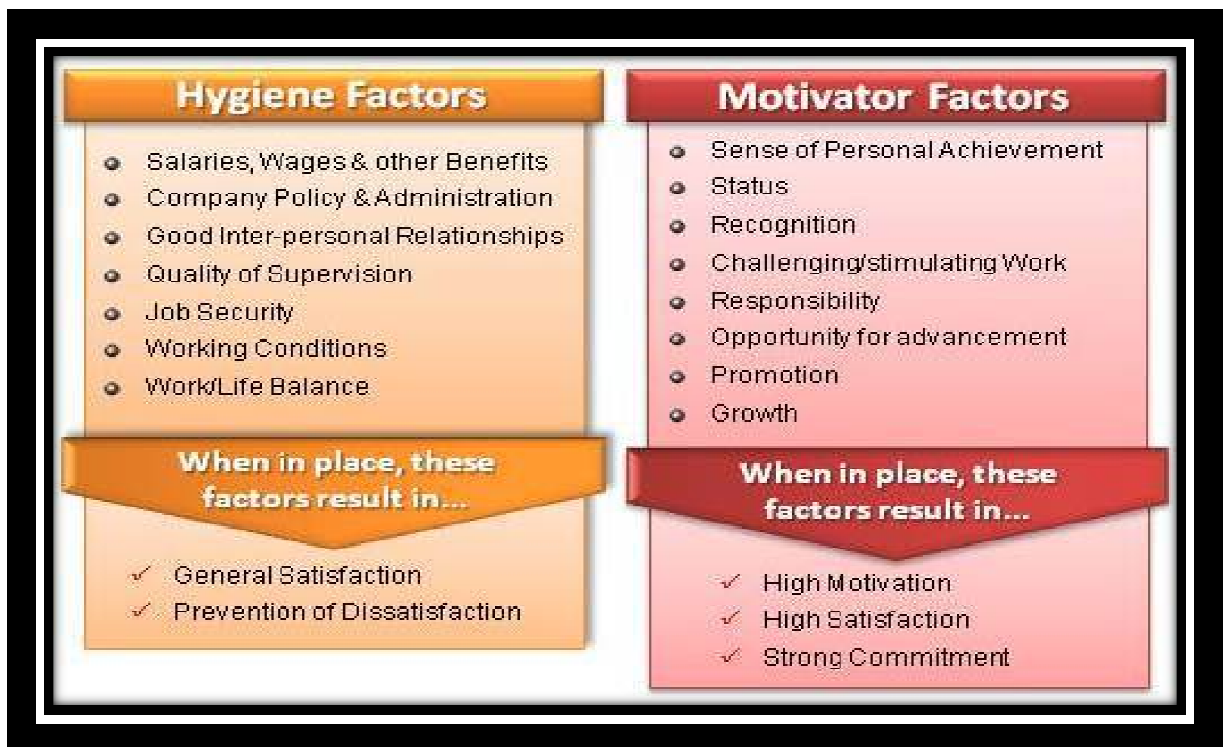 Hygiene Factors
Salaries, Wages & other Benefits
Company Policy & Administration
Good Inter-personal Relationships
Quality of Supervision
Job Security
Working Conditions
Work/Life Balance
When in place, these
factors result in...
General Satisfaction
Prevention of Dissatisfaction
Motivator Factors
Sense of Personal Achievement
Status
Recognition
Challenging/stimulating Work
Responsibility
Opportunity for advancement
Promotion
Growth
When in place, these
factors result in...
High Motivation
High Satisfaction
Strong Commitment